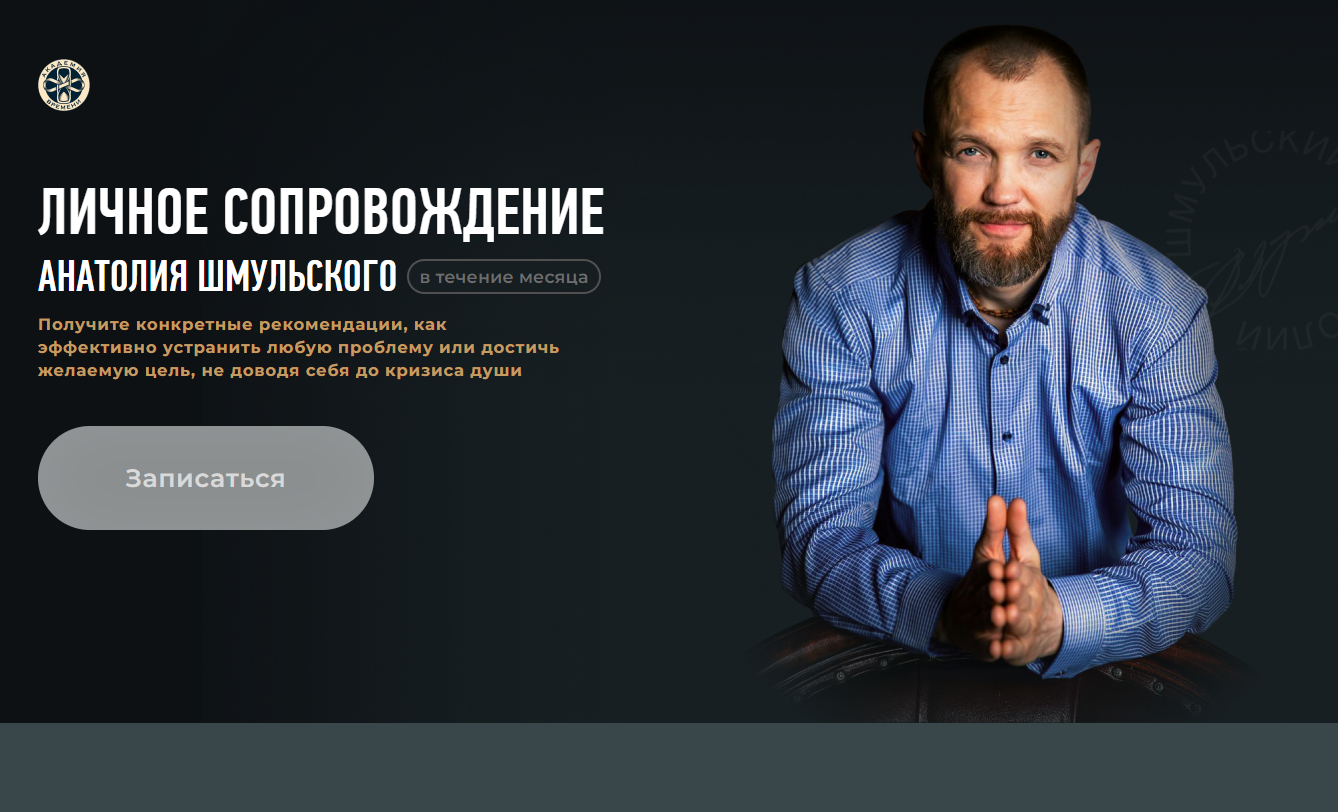 АКАДЕМИЯ
ВРЕМЕНИ
ЛИЧНОЕ СОПРОВОЖДЕНИЕ
АНАТОЛИЯ ШМУЛЬСКОГО в течение месяца
Получите конкретные рекомендации, как
эффективно устранить любую проблему или достичь
желаемую цель, не доводя себя до кризиса души
Записаться
ШМУЛЬСКИЙ